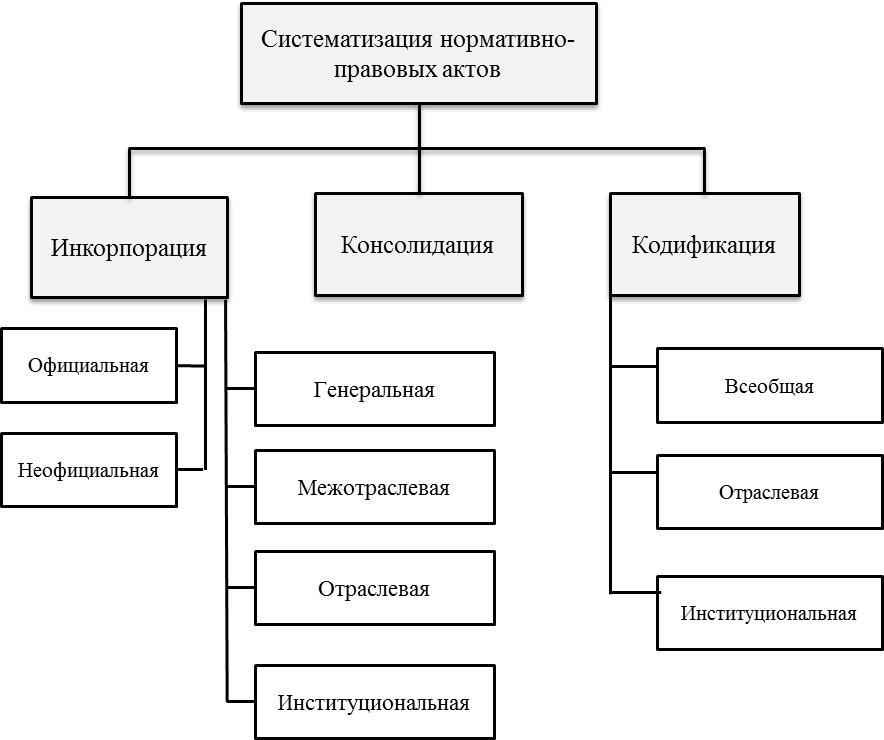 Систематизация нормативно-
правовых актов
Инкорпорация
Консолидация
Кодификация
Официальная
Неофициальная
Генеральная
Межотраслевая
Отраслевая
Институциональная
Всеобщая
Отраслевая
Институциональная